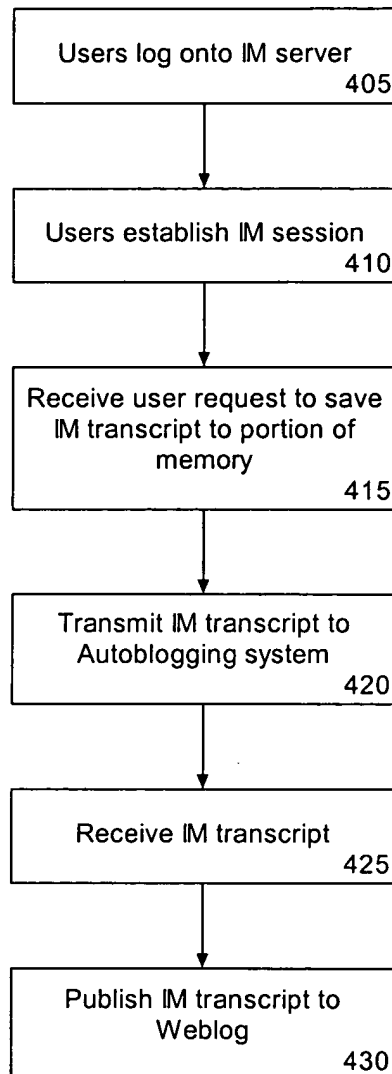 Users log onto IM server
405
Users establish IM session
410
Receive user request to save
IM transcript to portion of
memory
415
Transmit IM transcript to
Autoblogging system
420
Receive IM transcript
425
Publish IM transcript to
Weblog
430